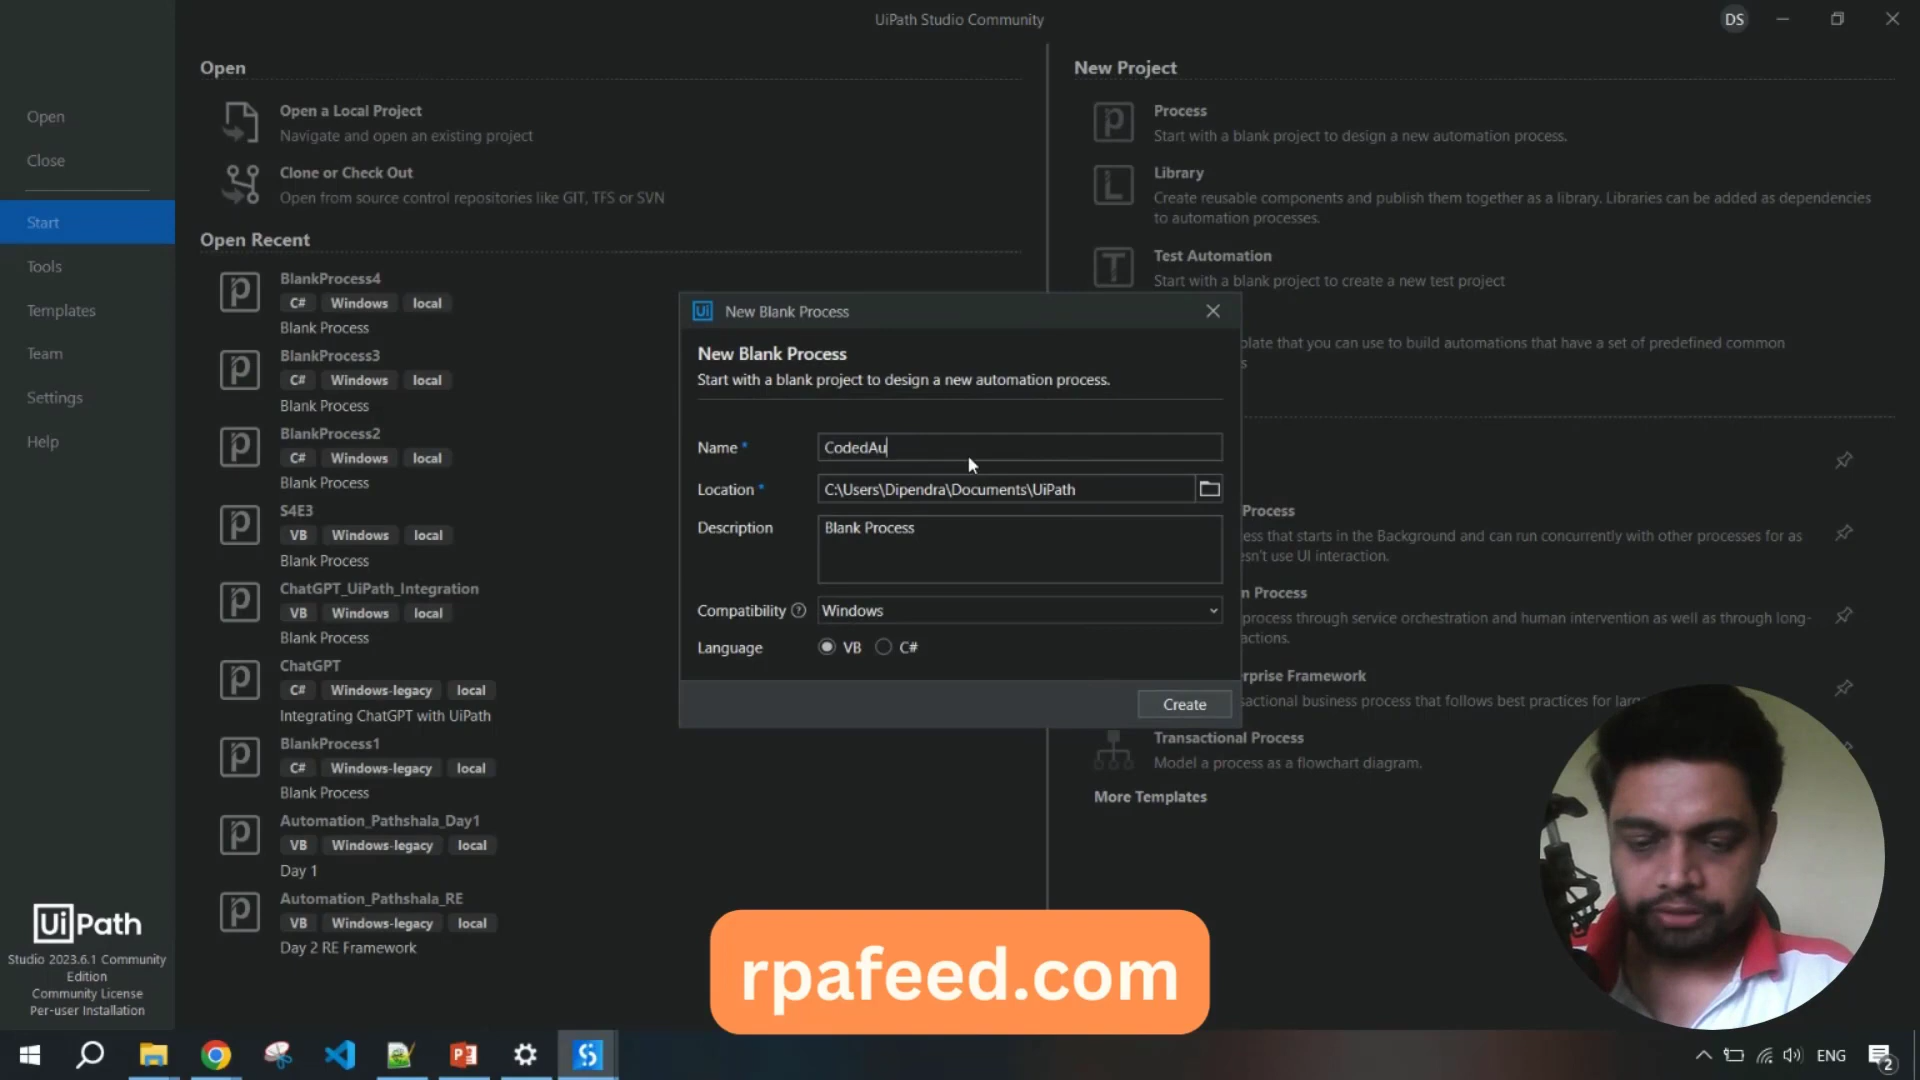 UiPath Studio Community
DS
Open
Close
Start
Tools
Templates
Team
Settings
Help
UiPath
Studio 2023.6.1 Community
Edition
Community License
Per-user Installation
Open
Open a Local Project
Navigate and open an existing project
Clone or Check Out
Open from source control repositories like GIT, TFS or SVN
Open Recent
BlankProcess4
C# Windows local
Blank Process
BlankProcess3
C# Windows local
Blank Process
BlankProcess2
C# Windows local
Blank Process
S4E3
VB Windows local
Blank Process
ChatGPT_UiPath_Integration
VB Windows local
Blank Process
ChatGPT
C# Windows-legacy local
Integrating ChatGPT with UiPath
BlankProcess1
C# Windows-legacy local
Blank Process
Automation_Pathshala_Day1
VB Windows-legacy local
Day 1
Automation_Pathshala_RE
VB Windows-legacy local
Day 2 RE Framework
New Project
Process
Start with a blank project to design a new automation process.
Library
Create reusable components and publish them together as a library. Libraries can be added as dependencies
to automation processes.
Test Automation
Start with a blank project to create a new test project
plate that you can use to build automations that have a set of predefined common
s
Process
ess that starts in the Background and can run concurrently with other processes for as
esn't use UI interaction.
n Process
process through service orchestration and human intervention as well as through long-
actions.
rprise Framework
sactional business process that follows best practices for larg
Transactional Process
Model a process as a flowchart diagram.
More Templates
Ui New Blank Process
New Blank Process
Start with a blank project to design a new automation process.
Name * CodedAu
Location * C:\Users\Dipendra\Documents\UiPath
Description Blank Process
Compatibility ? Windows
Language VB C#
Create
rpafeed.com
ENG
2